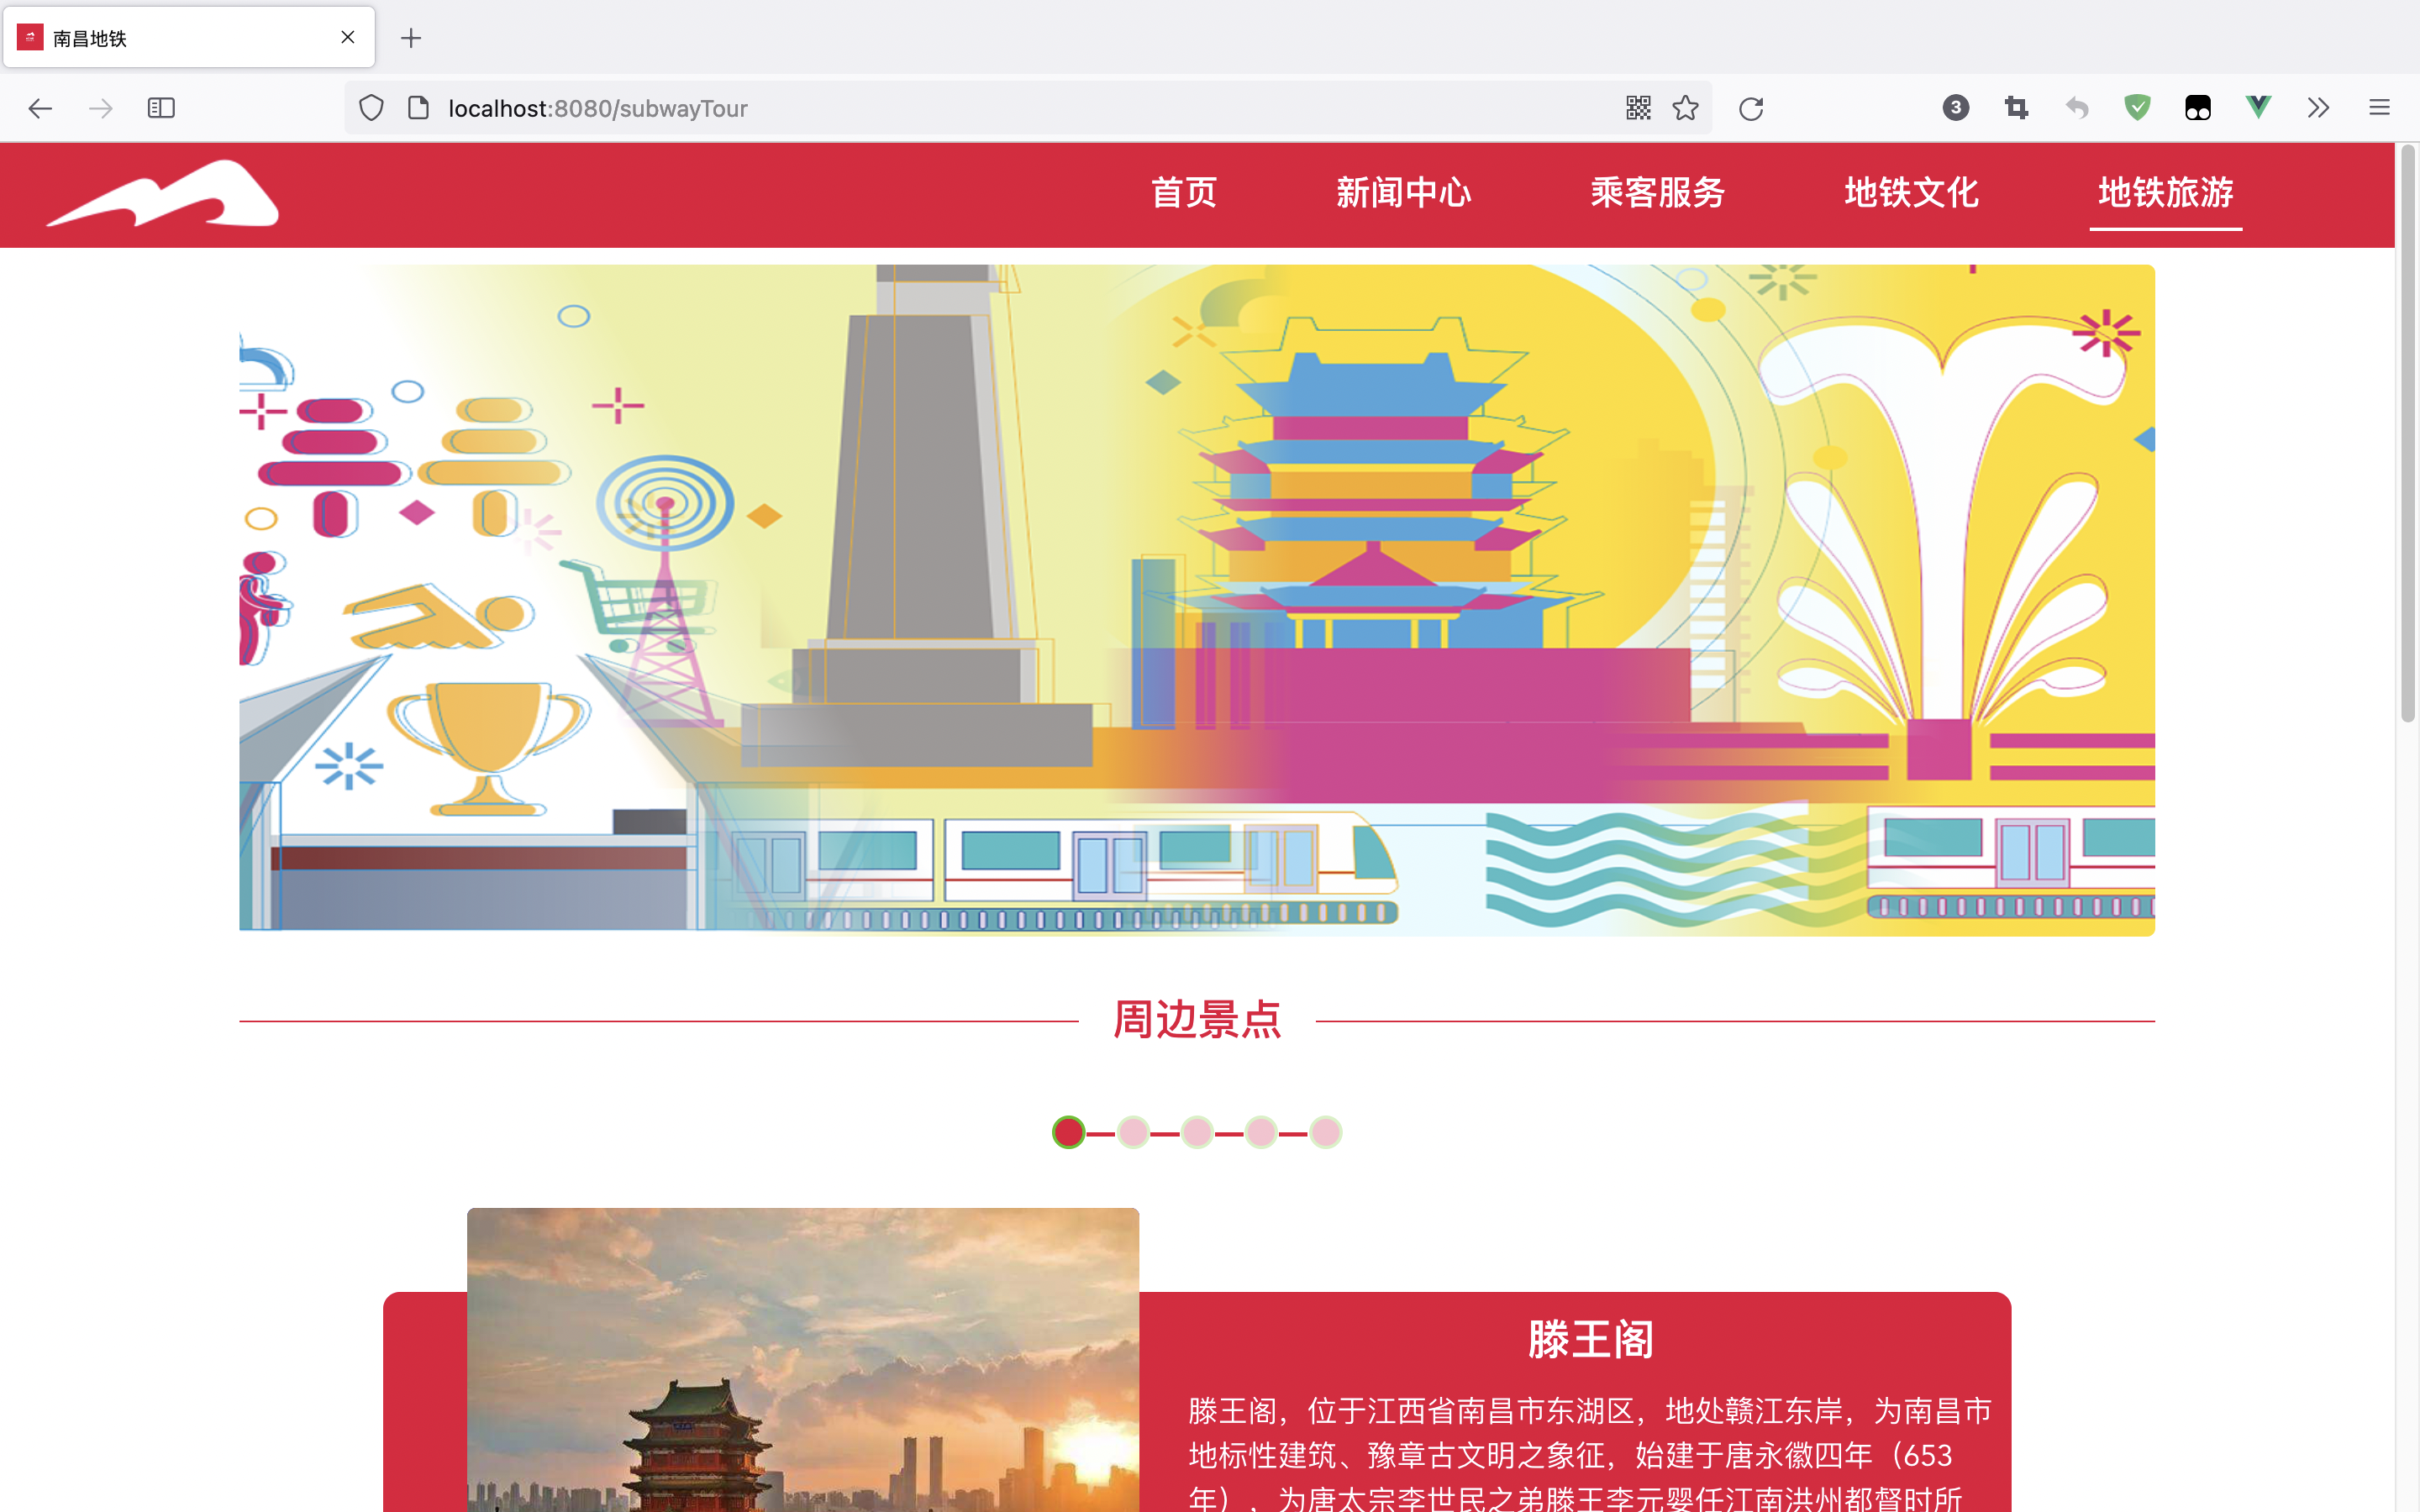 南昌地铁
localhost:8080/subwayTour
3
首页 新闻中心 乘客服务 地铁文化 地铁旅游
周边景点
滕王阁
滕王阁，位于江西省南昌市东湖区，地处赣江东岸，为南昌市
地标性建筑、豫章古文明之象征，始建于唐永徽四年（653
年），为唐太宗李世民之弟滕王李元婴任江南洪州都督时所